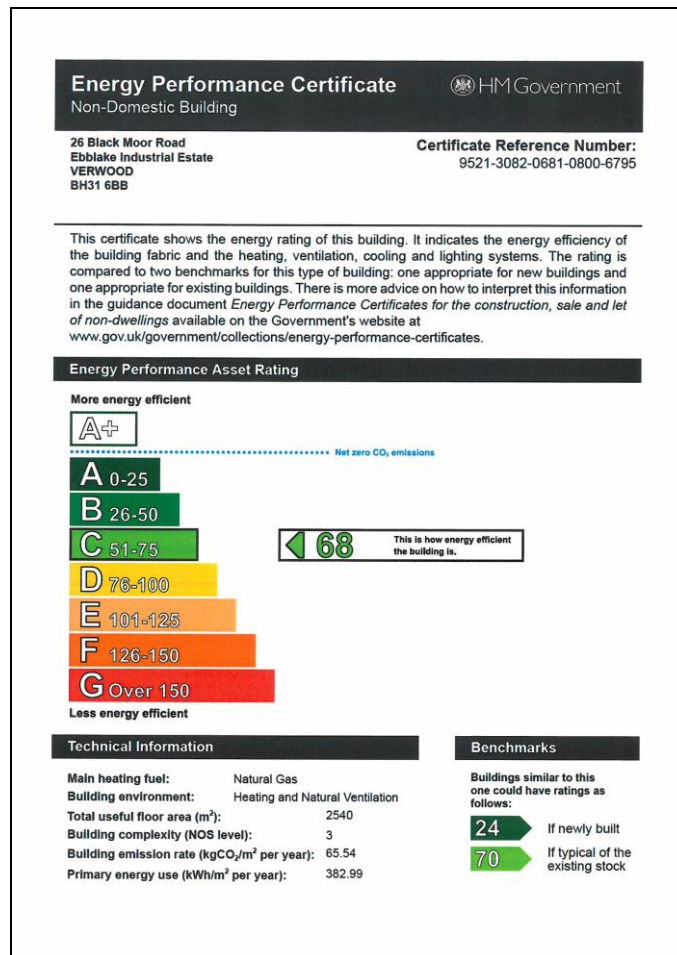 Energy Performance Certificate
Non-Domestic Building
HM Government
26 Black Moor Road
Ebblake Industrial Estate
VERWOOD
BH31 6BB
Certificate Reference Number:
9521-3082-0681-0800-6795
This certificate shows the energy rating of this building. It indicates the energy efficiency of
the building fabric and the heating, ventilation, cooling and lighting systems. The rating is
compared to two benchmarks for this type of building: one appropriate for new buildings and
one appropriate for existing buildings. There is more advice on how to interpret this information
in the guidance document Energy Performance Certificates for the construction, sale and let
of non-dwellings available on the Government's website at
www.gov.uk/government/collections/energy-performance-certificates.
Energy Performance Asset Rating
More energy efficient
A+
Net zero CO₂ emissions
A 0-25
B 26-50
C 51-75
68 This is how energy efficient
the building is.
D 76-100
E 101-125
F 126-150
G Over 150
Less energy efficient
Technical Information
Main heating fuel: Natural Gas
Building environment: Heating and Natural Ventilation
Total useful floor area (m²): 2540
Building complexity (NOS level): 3
Building emission rate (kgCO₂/m² per year): 65.54
Primary energy use (kWh/m² per year): 382.99
Benchmarks
Buildings similar to this
one could have ratings as
follows:
24 If newly built
70 If typical of the
existing stock